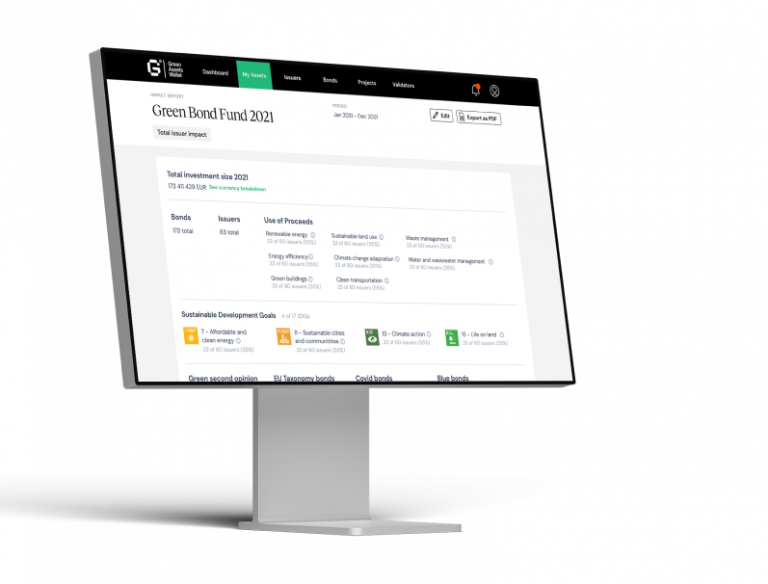 Green
Assets
Wallet
Dashboard
My Assets
Issuers
Bonds
Projects
Validators
IMPACT REPORT
Green Bond Fund 2021
PERIOD
Jan 2021 - Dec 2021
Edit
Export as PDF
Total issuer impact
Total investment size 2021
173 411 429 EUR See currency breakdown
Bonds
173 total
Issuers
83 total
Use of Proceeds
Renewable energy
33 of 60 issuers (55%)
Sustainable land use
33 of 60 issuers (55%)
Waste management
33 of 60 issuers (55%)
Energy efficiency
33 of 60 issuers (55%)
Climate change adaptation
33 of 60 issuers (55%)
Water and wastewater management
33 of 60 issuers (55%)
Green buildings
33 of 60 issuers (55%)
Clean transportation
33 of 60 issuers (55%)
Sustainable Development Goals 4 of 17 SDGs
7 - Affordable and
clean energy
33 of 60 issuers (55%)
11 - Sustainable cities
and communities
33 of 60 issuers (55%)
13 - Climate action
33 of 60 issuers (55%)
15 - Life on land
33 of 60 issuers (55%)
Green second opinion
EU Taxonomy bonds
Covid bonds
Blue bonds